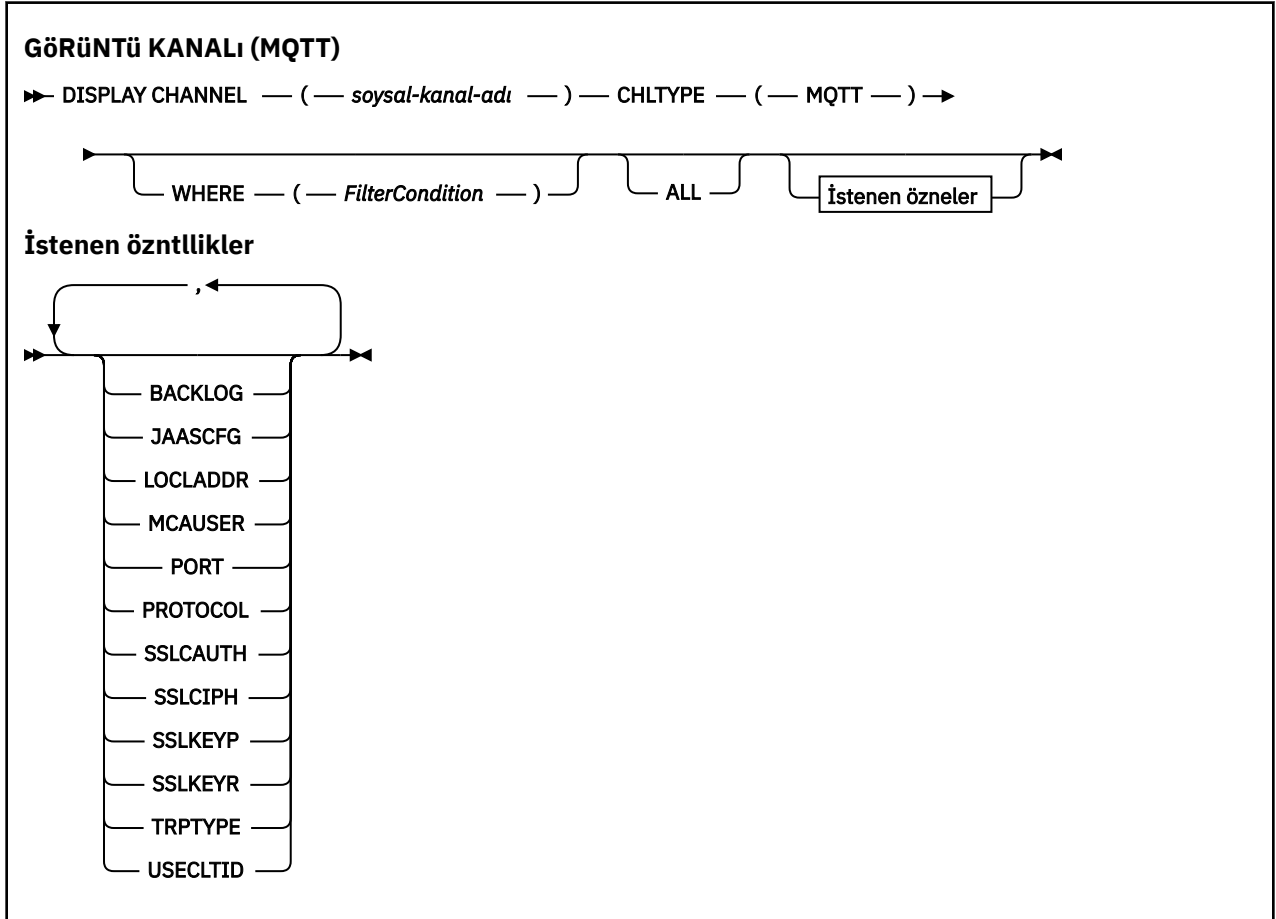 GöRüNTü KANALı (MQTT)
DISPLAY CHANNEL ( soysal-kanal-adı ) CHLTYPE ( MQTT )
WHERE ( FilterCondition ) ALL İstenen özneler
İstenen özntllikler
,
BACKLOG
JAASCFG
LOCLADDR
MCAUSER
PORT
PROTOCOL
SSLCAUTH
SSLCIPH
SSLKEYP
SSLKEYR
TRPTYPE
USECLTID